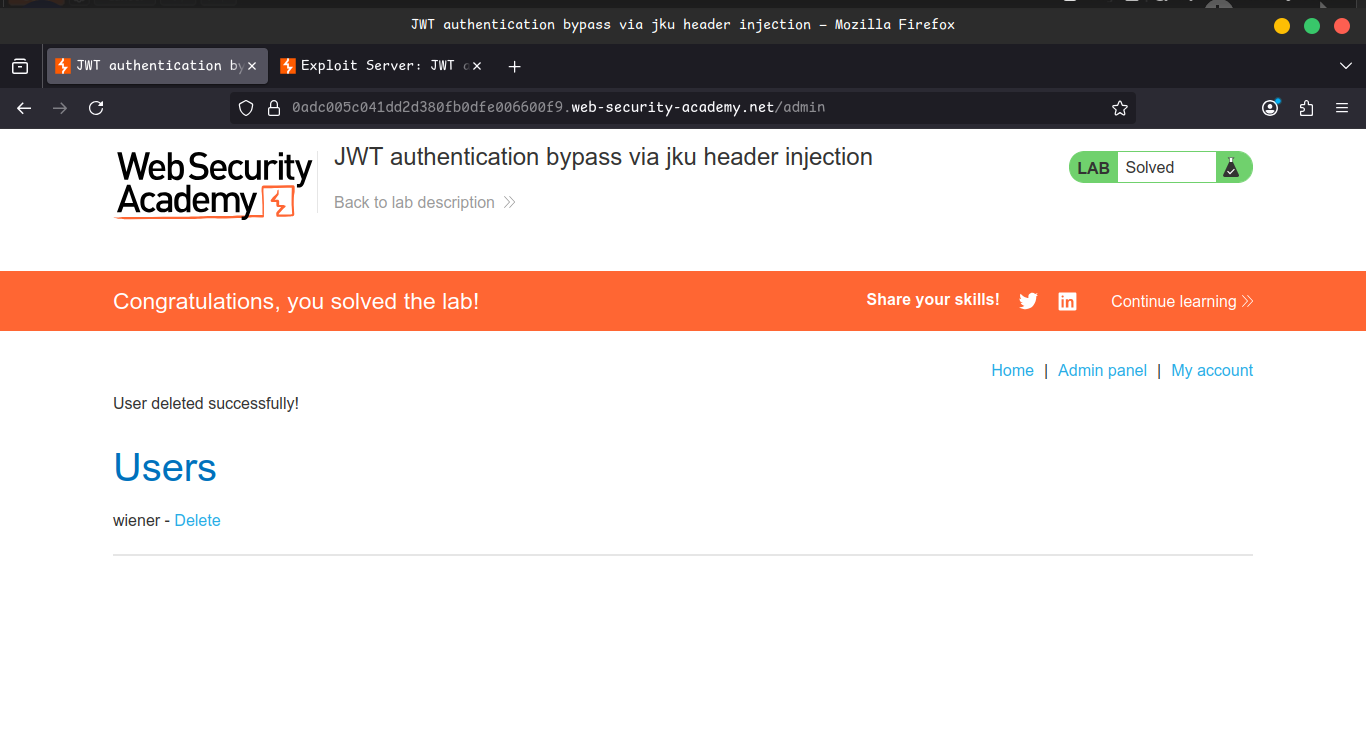 JWT authentication bypass via jku header injection — Mozilla Firefox
JWT authentication by
Exploit Server: JWT
0adc005c041dd2d380fb0dfe006600f9.web-security-academy.net/admin
WebSecurity
Academy
JWT authentication bypass via jku header injection
Back to lab description
LAB Solved
Congratulations, you solved the lab!
Share your skills!
Continue learning
Home | Admin panel | My account
User deleted successfully!
Users
wiener - Delete